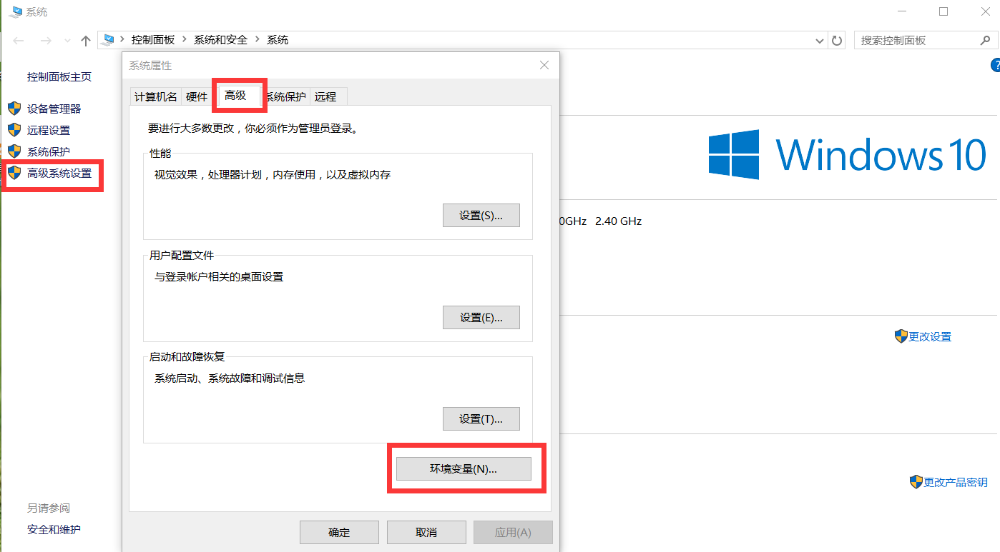 系统
控制面板 > 系统和安全 > 系统
搜索控制面板
控制面板主页
设备管理器
远程设置
系统保护
高级系统设置
另请参阅
安全和维护
系统属性
计算机名 硬件 高级 系统保护 远程
要进行大多数更改，你必须作为管理员登录。
性能
视觉效果，处理器计划，内存使用，以及虚拟内存
设置(S)...
用户配置文件
与登录帐户相关的桌面设置
设置(E)...
启动和故障恢复
系统启动、系统故障和调试信息
设置(T)...
环境变量(N)...
确定 取消 应用(A)
Windows 10
0GHz 2.40 GHz
更改设置
更改产品密钥